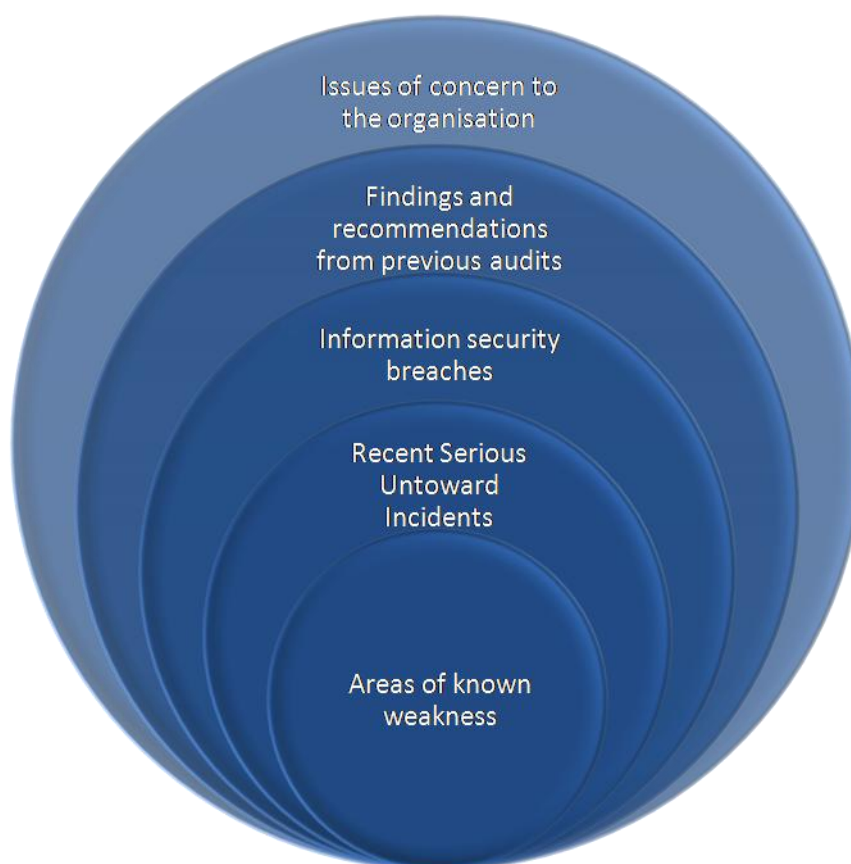 Issues of concern to
the organisation
Findings and
recommendations
from previous audits
Information security
breaches
Recent Serious
Untoward
Incidents
Areas of known
weakness